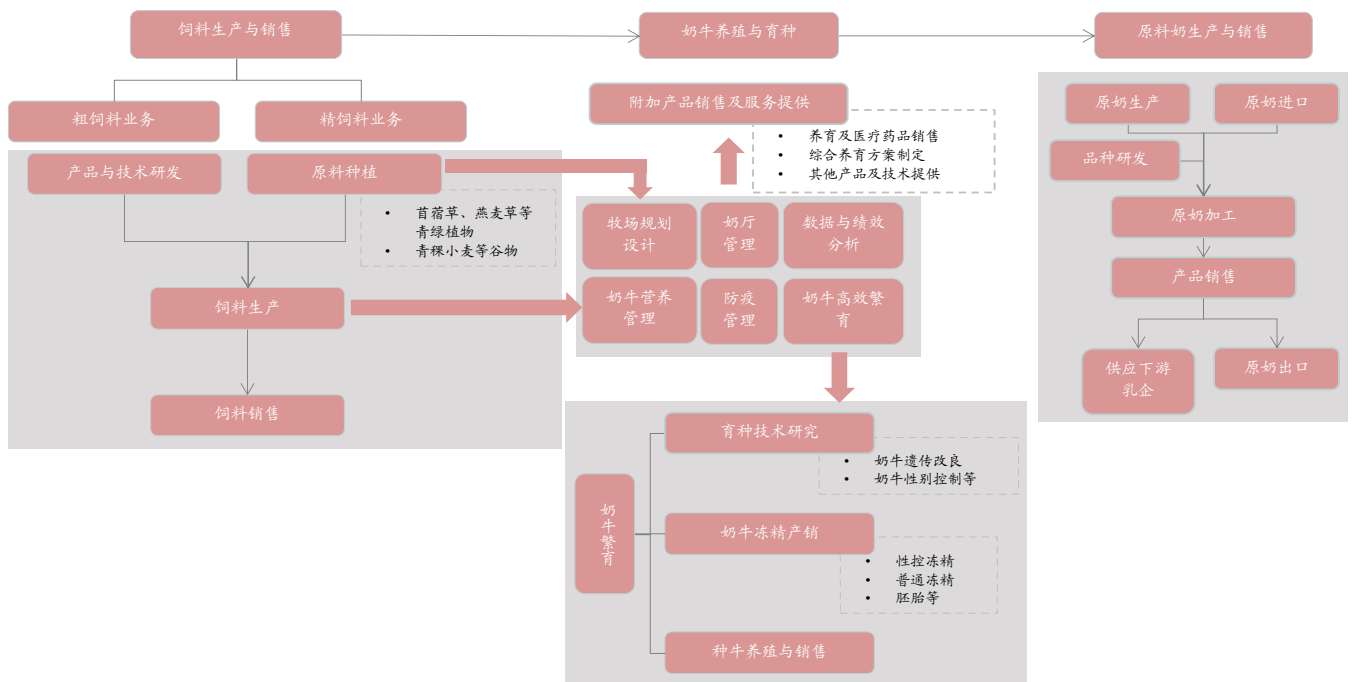 饲料生产与销售
奶牛养殖与育种
原料奶生产与销售
粗饲料业务
精饲料业务
产品与技术研发
原料种植
• 苜蓿草、燕麦草等
青绿植物
• 青稞小麦等谷物
饲料生产
饲料销售
附加产品销售及服务提供
• 养育及医疗药品销售
• 综合养育方案制定
• 其他产品及技术提供
牧场规划
设计
奶厅
管理
数据与绩效
分析
奶牛营养
管理
防疫
管理
奶牛高效繁
育
奶牛繁育
育种技术研究
• 奶牛遗传改良
• 奶牛性别控制等
奶牛冻精产销
• 性控冻精
• 普通冻精
• 胚胎等
种牛养殖与销售
原奶生产
原奶进口
品种研发
原奶加工
产品销售
供应下游
乳企
原奶出口